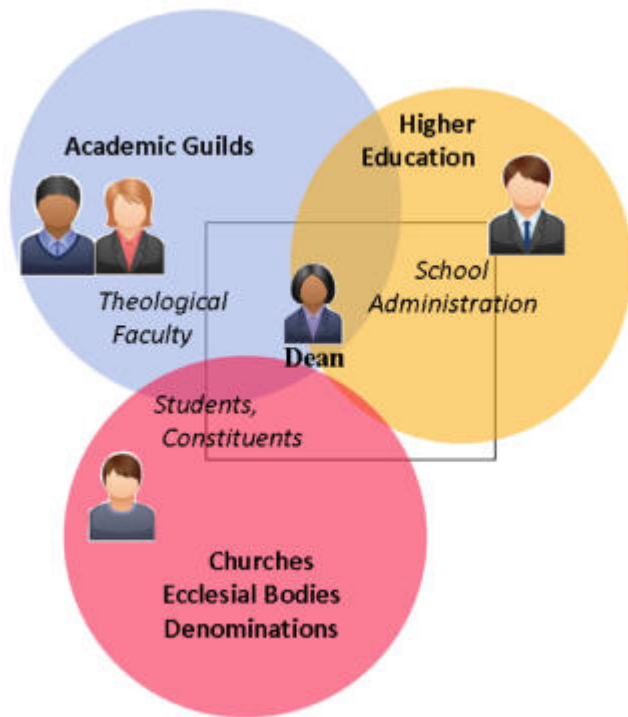 Academic Guilds
Higher
Education
Theological
Faculty
School
Administration
Dean
Students,
Constituents
Churches
Ecclesial Bodies
Denominations